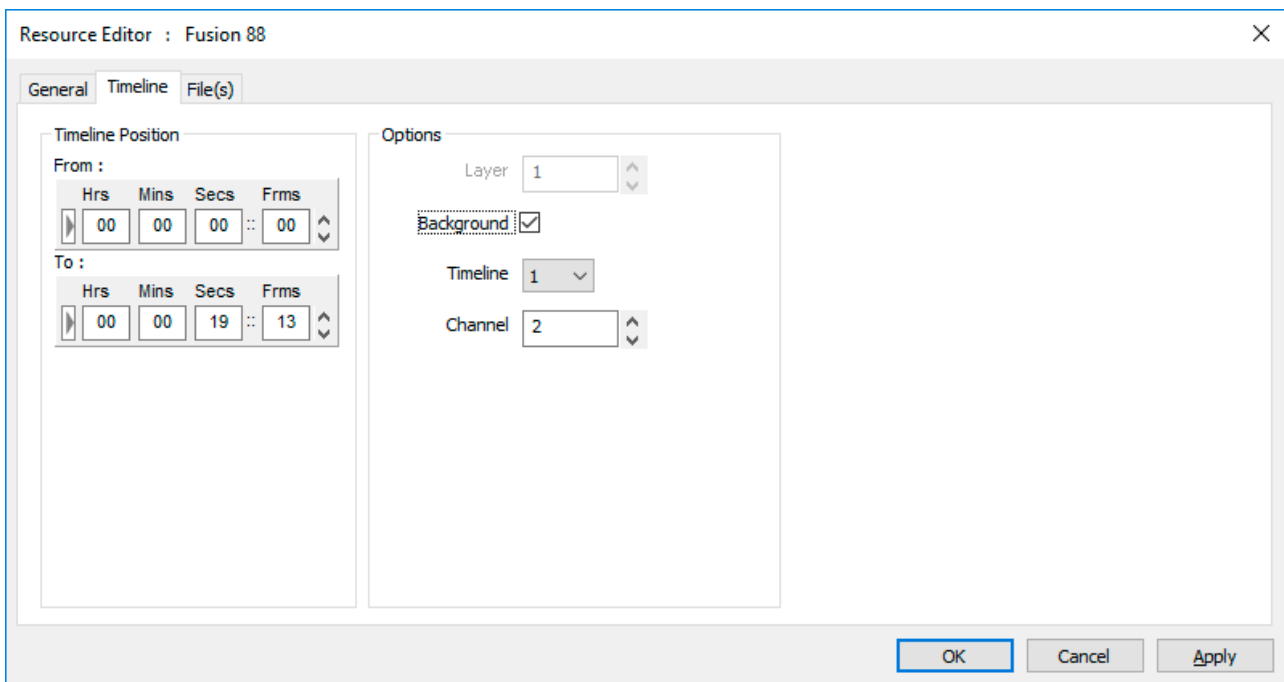 Resource Editor : Fusion 88
General Timeline File(s)
Timeline Position
From :
Hrs Mins Secs Frms
00 00 00 :: 00
To :
Hrs Mins Secs Frms
00 00 19 :: 13
Options
Layer 1
Background
Timeline 1
Channel 2
OK Cancel Apply